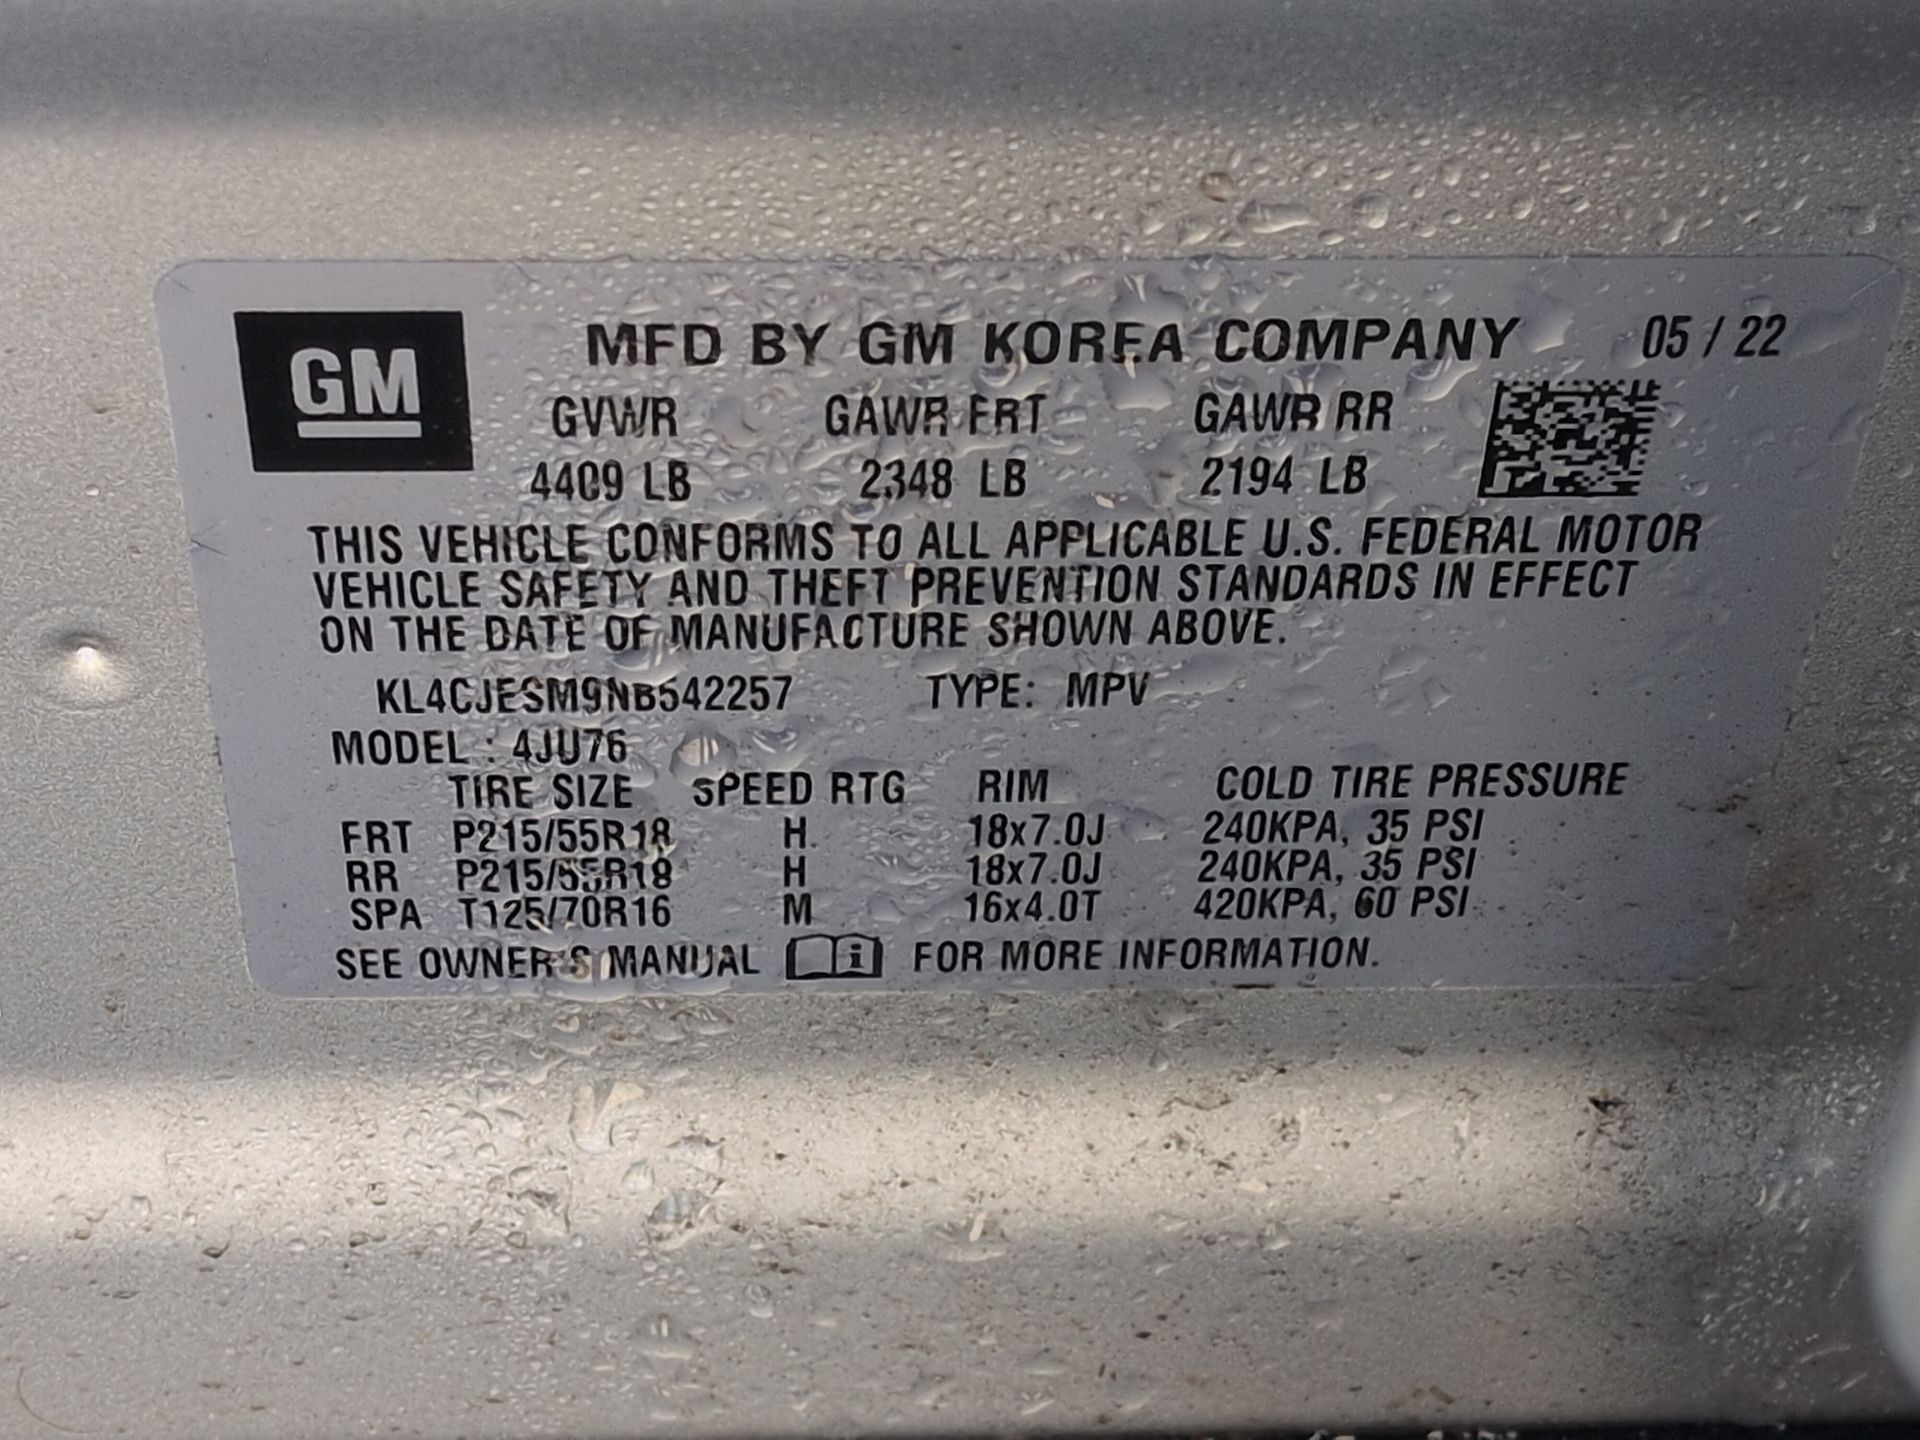 GM
MFD BY GM KOREA COMPANY 05 / 22
GVWR GAWR FRT GAWR RR
4409 LB 2348 LB 2194 LB
THIS VEHICLE CONFORMS TO ALL APPLICABLE U.S. FEDERAL MOTOR
VEHICLE SAFETY AND THEFT PREVENTION STANDARDS IN EFFECT
ON THE DATE OF MANUFACTURE SHOWN ABOVE.
KL4CJESM9NB542257 TYPE: MPV
MODEL : 4JU76
TIRE SIZE SPEED RTG RIM COLD TIRE PRESSURE
FRT P215/55R18 H 18x7.0J 240KPA, 35 PSI
RR P215/55R18 H 18x7.0J 240KPA, 35 PSI
SPA T125/70R16 M 16x4.0T 420KPA, 60 PSI
SEE OWNER'S MANUAL i FOR MORE INFORMATION.